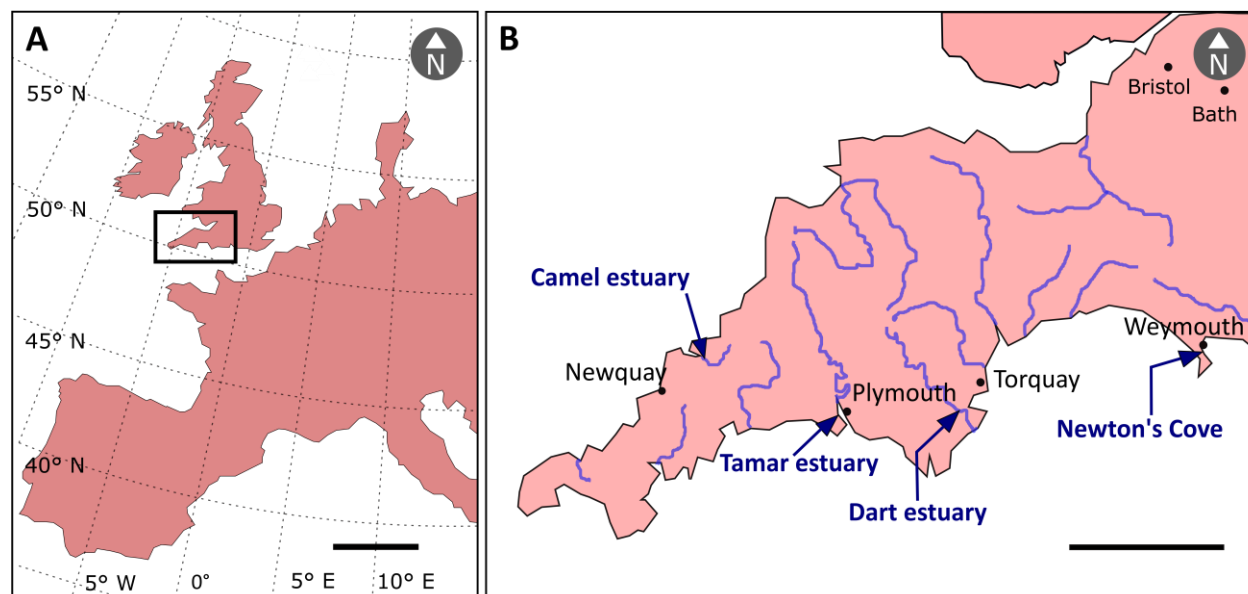 A
N
55° N
50° N
45° N
40° N
5° W
0°
5° E
10° E
B
N
Bristol
Bath
Camel estuary
Newquay
Weymouth
Torquay
Plymouth
Newton's Cove
Tamar estuary
Dart estuary